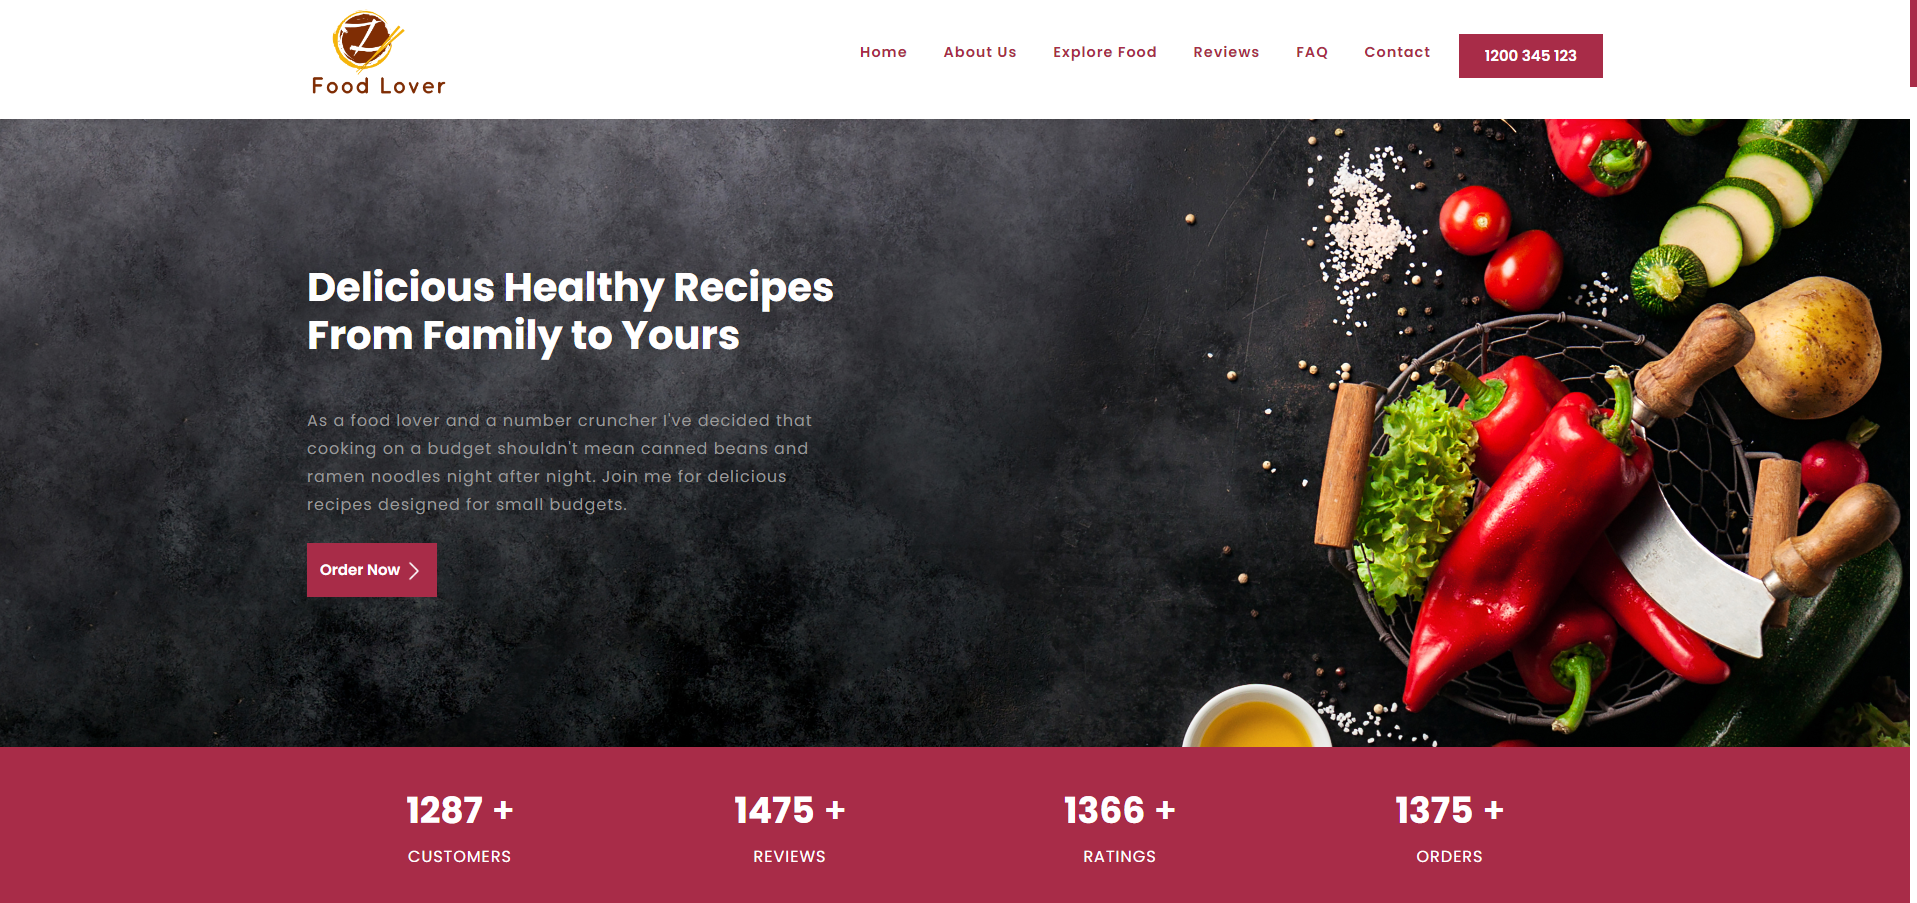 Food Lover
Home About Us Explore Food Reviews FAQ Contact 1200 345 123
Delicious Healthy Recipes
From Family to Yours
As a food lover and a number cruncher I've decided that
cooking on a budget shouldn't mean canned beans and
ramen noodles night after night. Join me for delicious
recipes designed for small budgets.
Order Now
1287 + 1475 + 1366 + 1375 +
CUSTOMERS REVIEWS RATINGS ORDERS